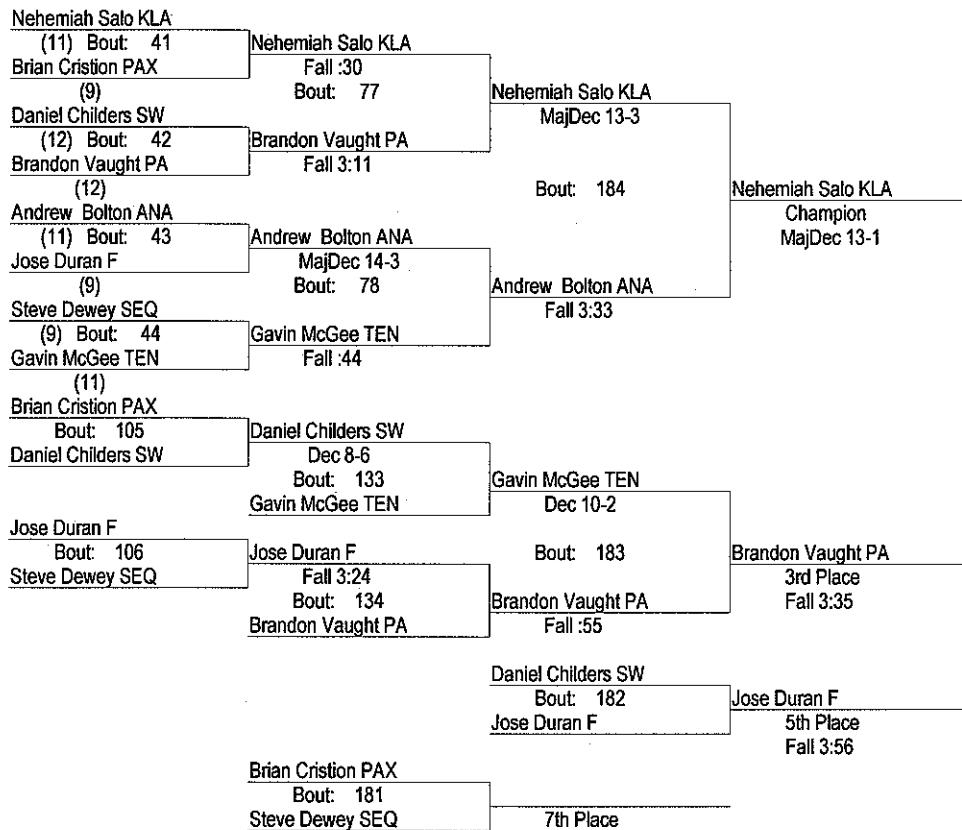 Nehemiah Salo KLA
(11) Bout: 41
Brian Cristion PAX
(9)
Daniel Childers SW
(12) Bout: 42
Brandon Vaught PA
(12)
Andrew Bolton ANA
(11) Bout: 43
Jose Duran F
(9)
Steve Dewey SEQ
(9) Bout: 44
Gavin McGee TEN
(11)
Nehemiah Salo KLA
Fall :30
Bout: 77
Brandon Vaught PA
Fall 3:11
Andrew Bolton ANA
MajDec 14-3
Bout: 78
Gavin McGee TEN
Fall :44
Nehemiah Salo KLA
MajDec 13-3
Bout: 184
Andrew Bolton ANA
Fall 3:33
Nehemiah Salo KLA
Champion
MajDec 13-1
Brian Cristion PAX
Bout: 105
Daniel Childers SW
Jose Duran F
Bout: 106
Steve Dewey SEQ
Daniel Childers SW
Dec 8-6
Bout: 133
Gavin McGee TEN
Jose Duran F
Fall 3:24
Bout: 134
Brandon Vaught PA
Gavin McGee TEN
Dec 10-2
Bout: 183
Brandon Vaught PA
Fall :55
Brandon Vaught PA
3rd Place
Fall 3:35
Daniel Childers SW
Bout: 182
Jose Duran F
Jose Duran F
5th Place
Fall 3:56
Brian Cristion PAX
Bout: 181
Steve Dewey SEQ
7th Place